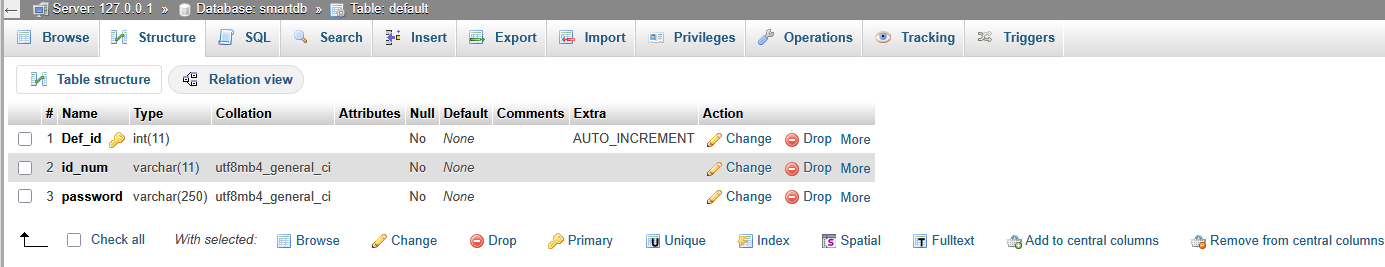 Server: 127.0.0.1 » Database: smartdb » Table: default
Browse Structure SQL Search Insert Export Import Privileges Operations Tracking Triggers
Table structure Relation view
# Name Type Collation Attributes Null Default Comments Extra Action
1 Def_id int(11) No None AUTO_INCREMENT Change Drop More
2 id_num varchar(11) utf8mb4_general_ci No None Change Drop More
3 password varchar(250) utf8mb4_general_ci No None Change Drop More
Check all With selected: Browse Change Drop Primary Unique Index Spatial Fulltext Add to central columns Remove from central columns